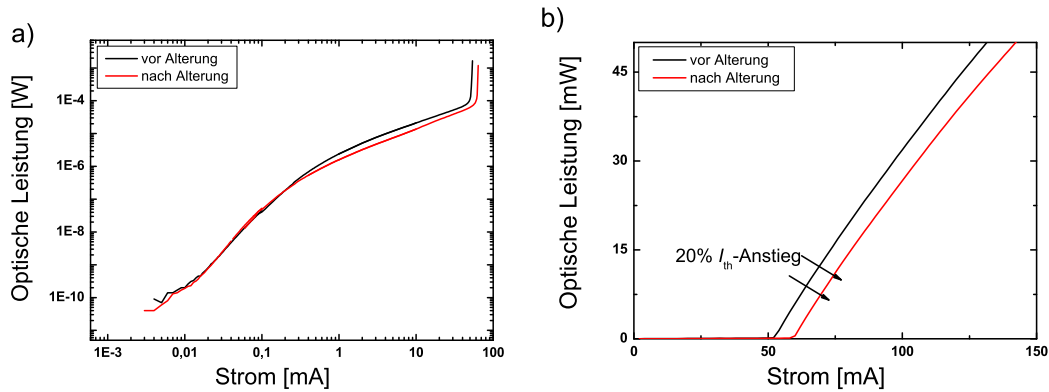 a)
vor Alterung
nach Alterung
Optische Leistung [W]
1E-4
1E-6
1E-8
1E-10
1E-3
0,01
0,1
1
10
100
Strom [mA]
b)
vor Alterung
nach Alterung
Optische Leistung [mW]
45
30
15
0
20% Ith-Anstieg
0
50
100
150
Strom [mA]